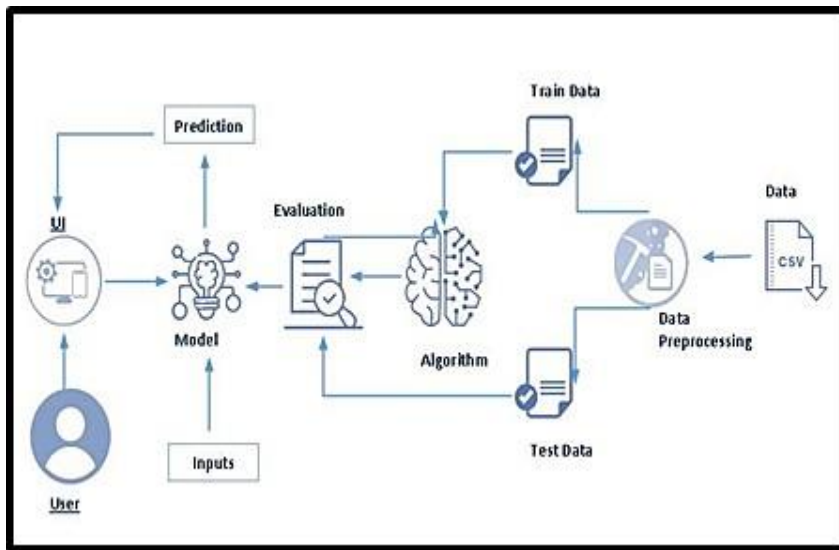 Train Data
Prediction
Data
Evaluation
UI
CSV
Model
Data
Preprocessing
Algorithm
Inputs
Test Data
User